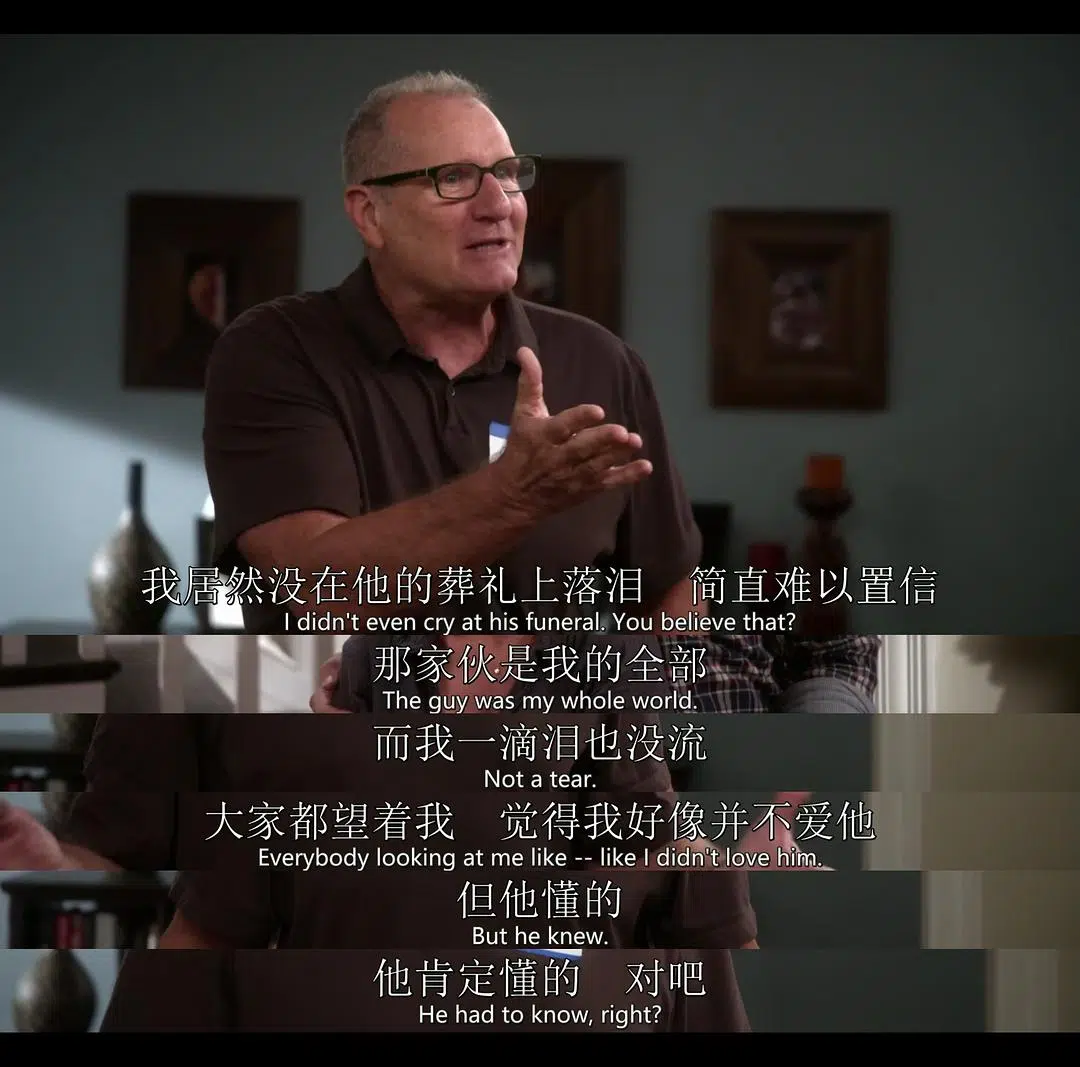 我居然没在他的葬礼上落泪 简直难以置信
I didn't even cry at his funeral. You believe that?
那家伙是我的全部
The guy was my whole world.
而我一滴泪也没流
Not a tear.
大家都望着我 觉得我好像并不爱他
Everybody looking at me like -- like I didn't love him.
但他懂的
But he knew.
他肯定懂的 对吧
He had to know, right?